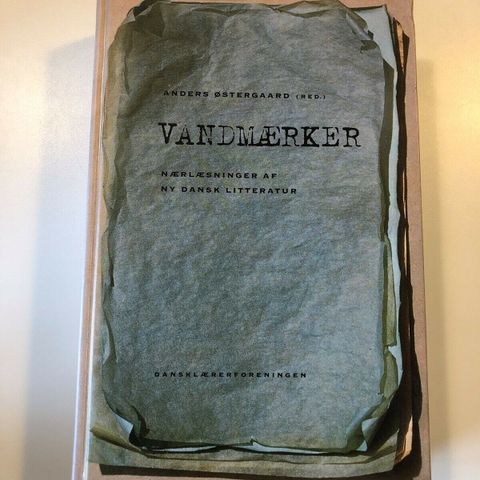 ANDERS ØSTERGAARD (RED.)
VANDMÆRKER
NÆRLÆSNINGER AF
NY DANSK LITTERATUR
DANSKLÆRERFORENINGEN